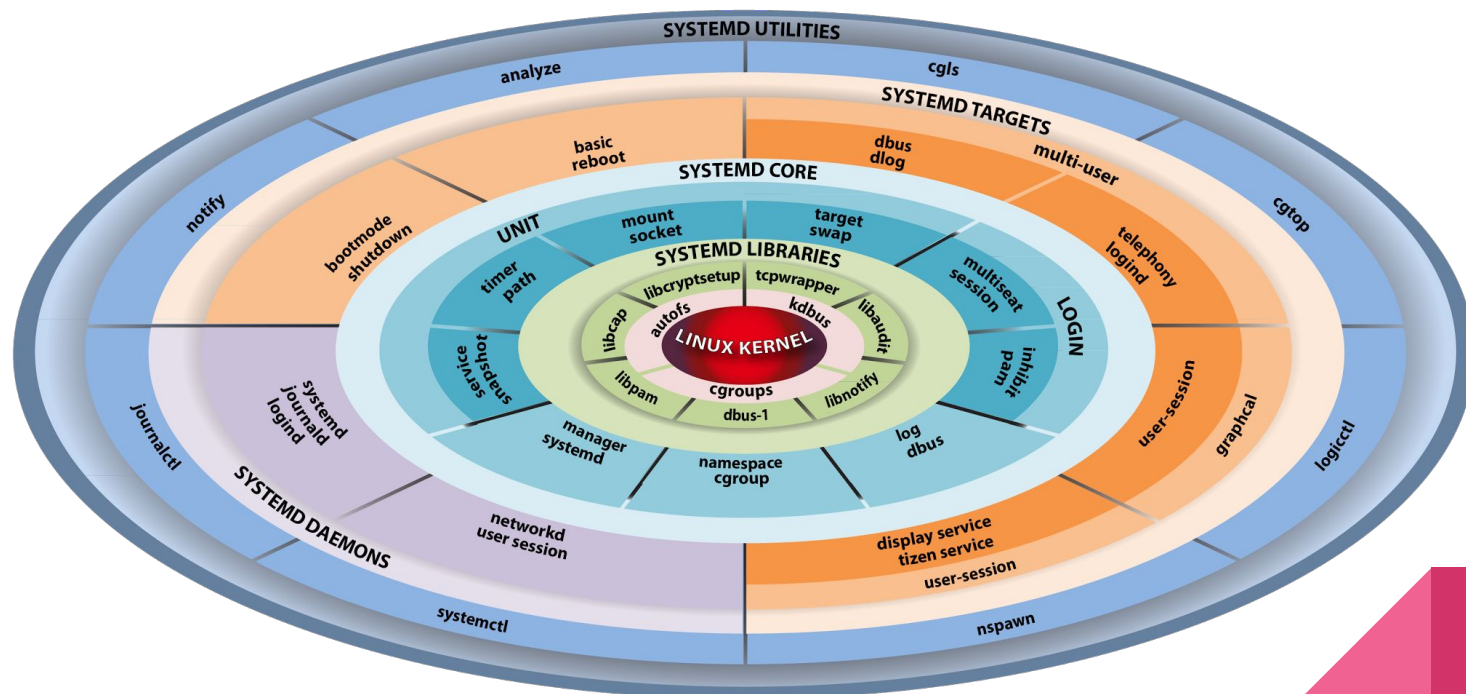 SYSTEMD UTILITIES
analyze
cgls
notify
cgtop
journalctl
logicctl
systemctl
nspawn
SYSTEMD TARGETS
basic
reboot
dbus
dlog
multi-user
bootmode
shutdown
telephony
logind
user-session
graphcal
display service
tizen service
user-session
SYSTEMD DAEMONS
systemd
journald
logind
networkd
user session
SYSTEMD CORE
UNIT
mount
socket
target
swap
timer
path
multiseat
session
LOGIN
service
snapshot
inhibit
pam
manager
systemd
namespace
cgroup
log
dbus
SYSTEMD LIBRARIES
libcryptsetup
tcpwrapper
libcap
libaudit
libpam
dbus-1
libnotify
autofs
kdbus
cgroups
LINUX KERNEL